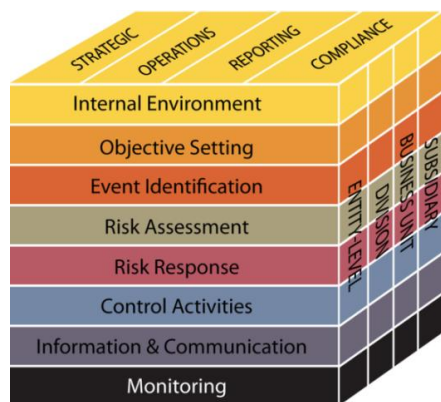 STRATEGIC
OPERATIONS
REPORTING
COMPLIANCE
Internal Environment
Objective Setting
Event Identification
Risk Assessment
Risk Response
Control Activities
Information & Communication
Monitoring
ENTITY-LEVEL
DIVISION
BUSINESS UNIT
SUBSIDIARY